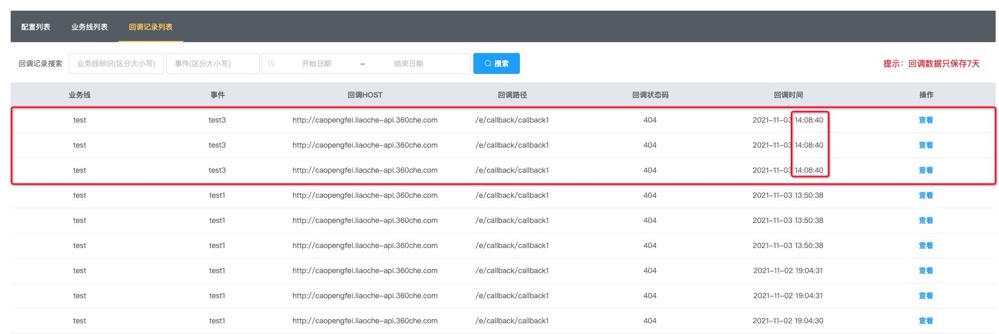 配置列表 业务线列表 回调记录列表
回调记录搜索 业务线标识(区分大小写) 事件(区分大小写) 开始日期 – 结束日期 搜索 提示：回调数据只保存7天
业务线 事件 回调HOST 回调路径 回调状态码 回调时间 操作
test test3 http://caopengfei.liaoche-api.360che.com /e/callback/callback1 404 2021-11-03 14:08:40 查看
test test3 http://caopengfei.liaoche-api.360che.com /e/callback/callback1 404 2021-11-03 14:08:40 查看
test test3 http://caopengfei.liaoche-api.360che.com /e/callback/callback1 404 2021-11-03 14:08:40 查看
test test1 http://caopengfei.liaoche-api.360che.com /e/callback/callback1 404 2021-11-03 13:50:38 查看
test test1 http://caopengfei.liaoche-api.360che.com /e/callback/callback1 404 2021-11-03 13:50:38 查看
test test1 http://caopengfei.liaoche-api.360che.com /e/callback/callback1 404 2021-11-03 13:50:38 查看
test test1 http://caopengfei.liaoche-api.360che.com /e/callback/callback1 404 2021-11-02 19:04:31 查看
test test1 http://caopengfei.liaoche-api.360che.com /e/callback/callback1 404 2021-11-02 19:04:31 查看
test test1 http://caopengfei.liaoche-api.360che.com /e/callback/callback1 404 2021-11-02 19:04:30 查看